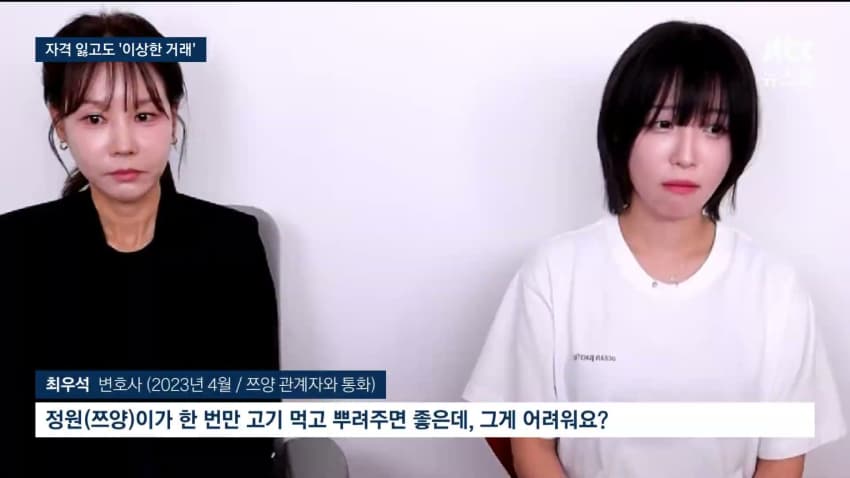 자격 잃고도 '이상한 거래'
jtbc
뉴스룸
최우석 변호사 (2023년 4월 / 쯔양 관계자와 통화)
정원(쯔양)이가 한 번만 고기 먹고 뿌려주면 좋은데, 그게 어려워요?